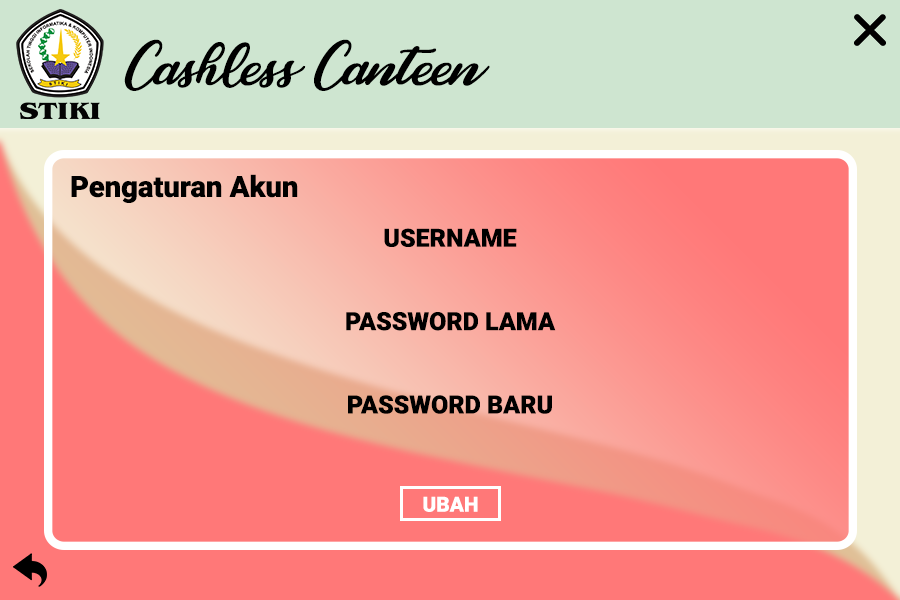 SEKOLAH TINGGI INFORMATIKA & KOMPUTER INDONESIA
STIKI
STIKI
Cashless Canteen
Pengaturan Akun
USERNAME
PASSWORD LAMA
PASSWORD BARU
UBAH